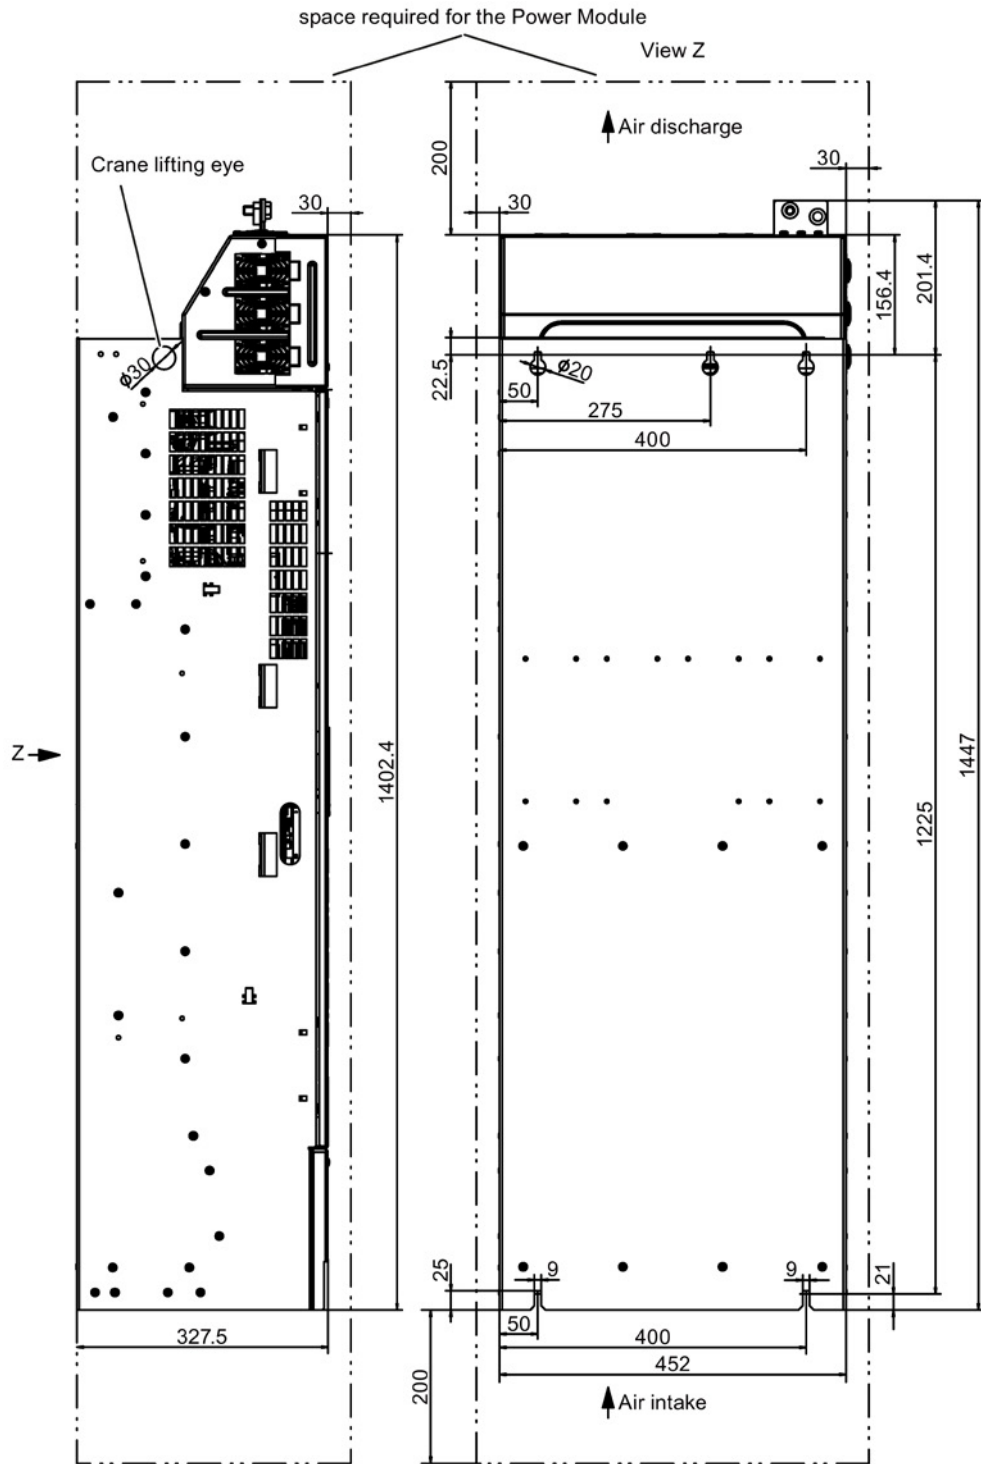 space required for the Power Module
View Z
Air discharge
200
30
Crane lifting eye
30
30
156.4
201.4
ϕ30
22.5
ϕ20
50
275
400
Z
1402.4
1447
1225
25
9
9
21
50
327.5
400
452
200
Air intake